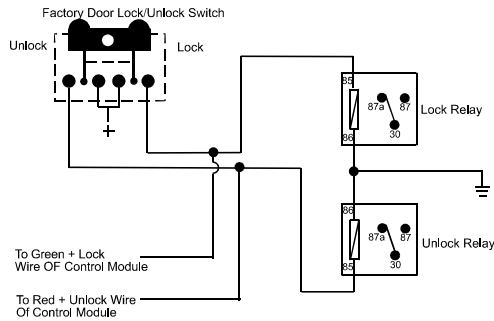 Factory Door Lock/Unlock Switch
Unlock
Lock
+
85
87a
87
30
86
Lock Relay
86
87a
87
30
85
Unlock Relay
To Green + Lock
Wire OF Control Module
To Red + Unlock Wire
Of Control Module